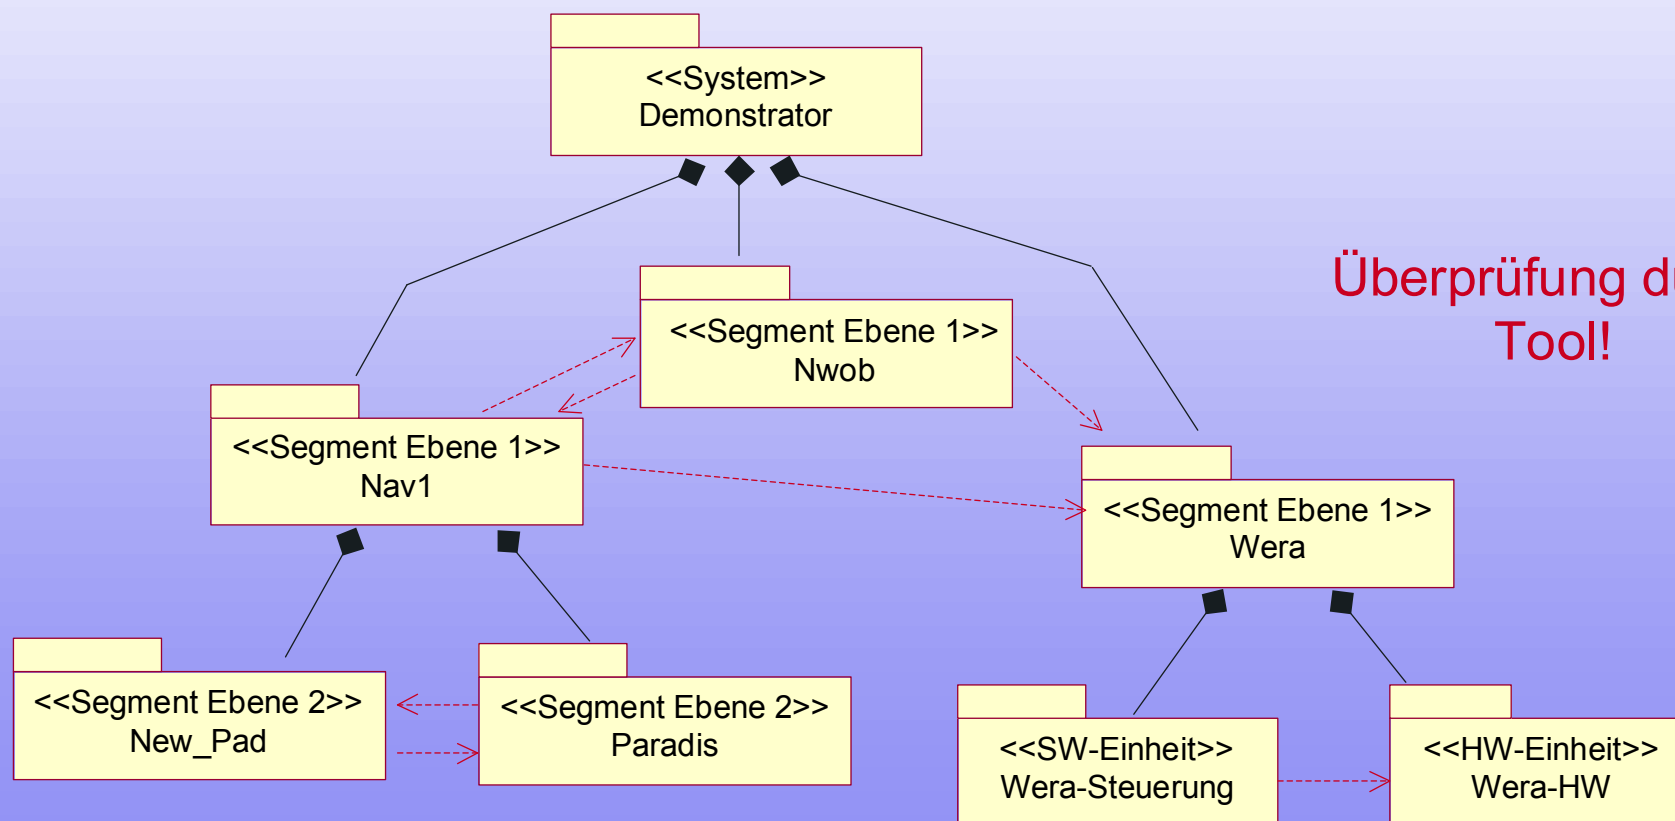 <<System>>
Demonstrator
<<Segment Ebene 1>>
Nwob
Überprüfung
Tool!
<<Segment Ebene 1>>
Nav1
<<Segment Ebene 1>>
Wera
<<Segment Ebene 2>>
New_Pad
<<Segment Ebene 2>>
Paradis
<<SW-Einheit>>
Wera-Steuerung
<<HW-Einheit>>
Wera-HW